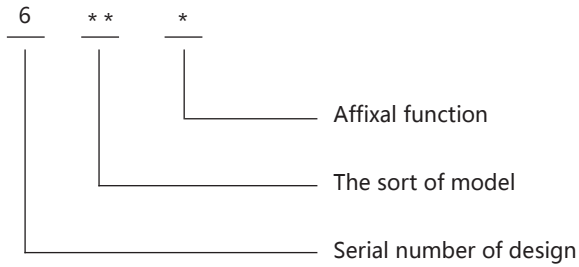 6 ** *
Affixal function
The sort of model
Serial number of design